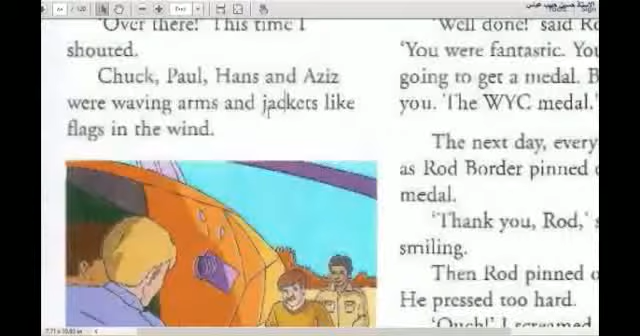 'Over there!' This time I
shouted.
Chuck, Paul, Hans and Aziz
were waving arms and jackets like
flags in the wind.
'Well done!' said Ro
'You were fantastic. You
going to get a medal. B
you. The WYC medal.'
The next day, every
as Rod Border pinned o
medal.
'Thank you, Rod,' s
smiling.
Then Rod pinned o
He pressed too hard.
'Ouch!' I screamed